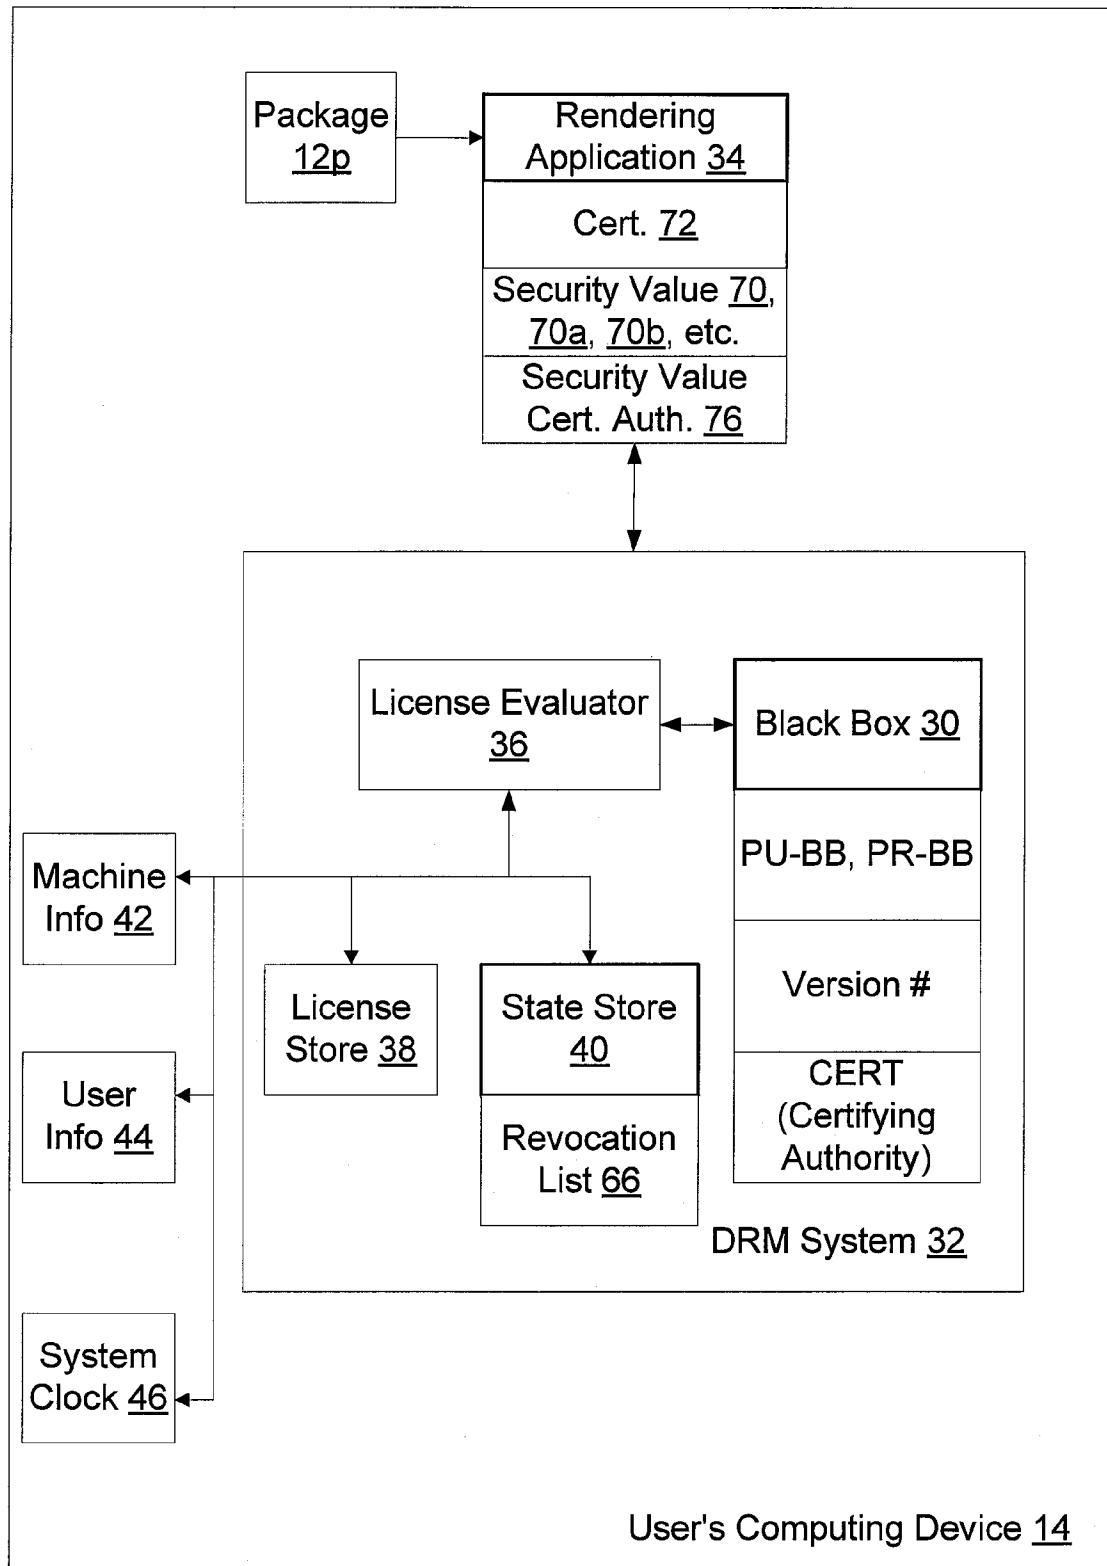 Package
12p
Rendering
Application 34
Cert. 72
Security Value 70,
70a, 70b, etc.
Security Value
Cert. Auth. 76
License Evaluator
36
Black Box 30
PU-BB, PR-BB
Version #
CERT
(Certifying
Authority)
Machine
Info 42
License
Store 38
State Store
40
Revocation
List 66
User
Info 44
DRM System 32
System
Clock 46
User's Computing Device 14